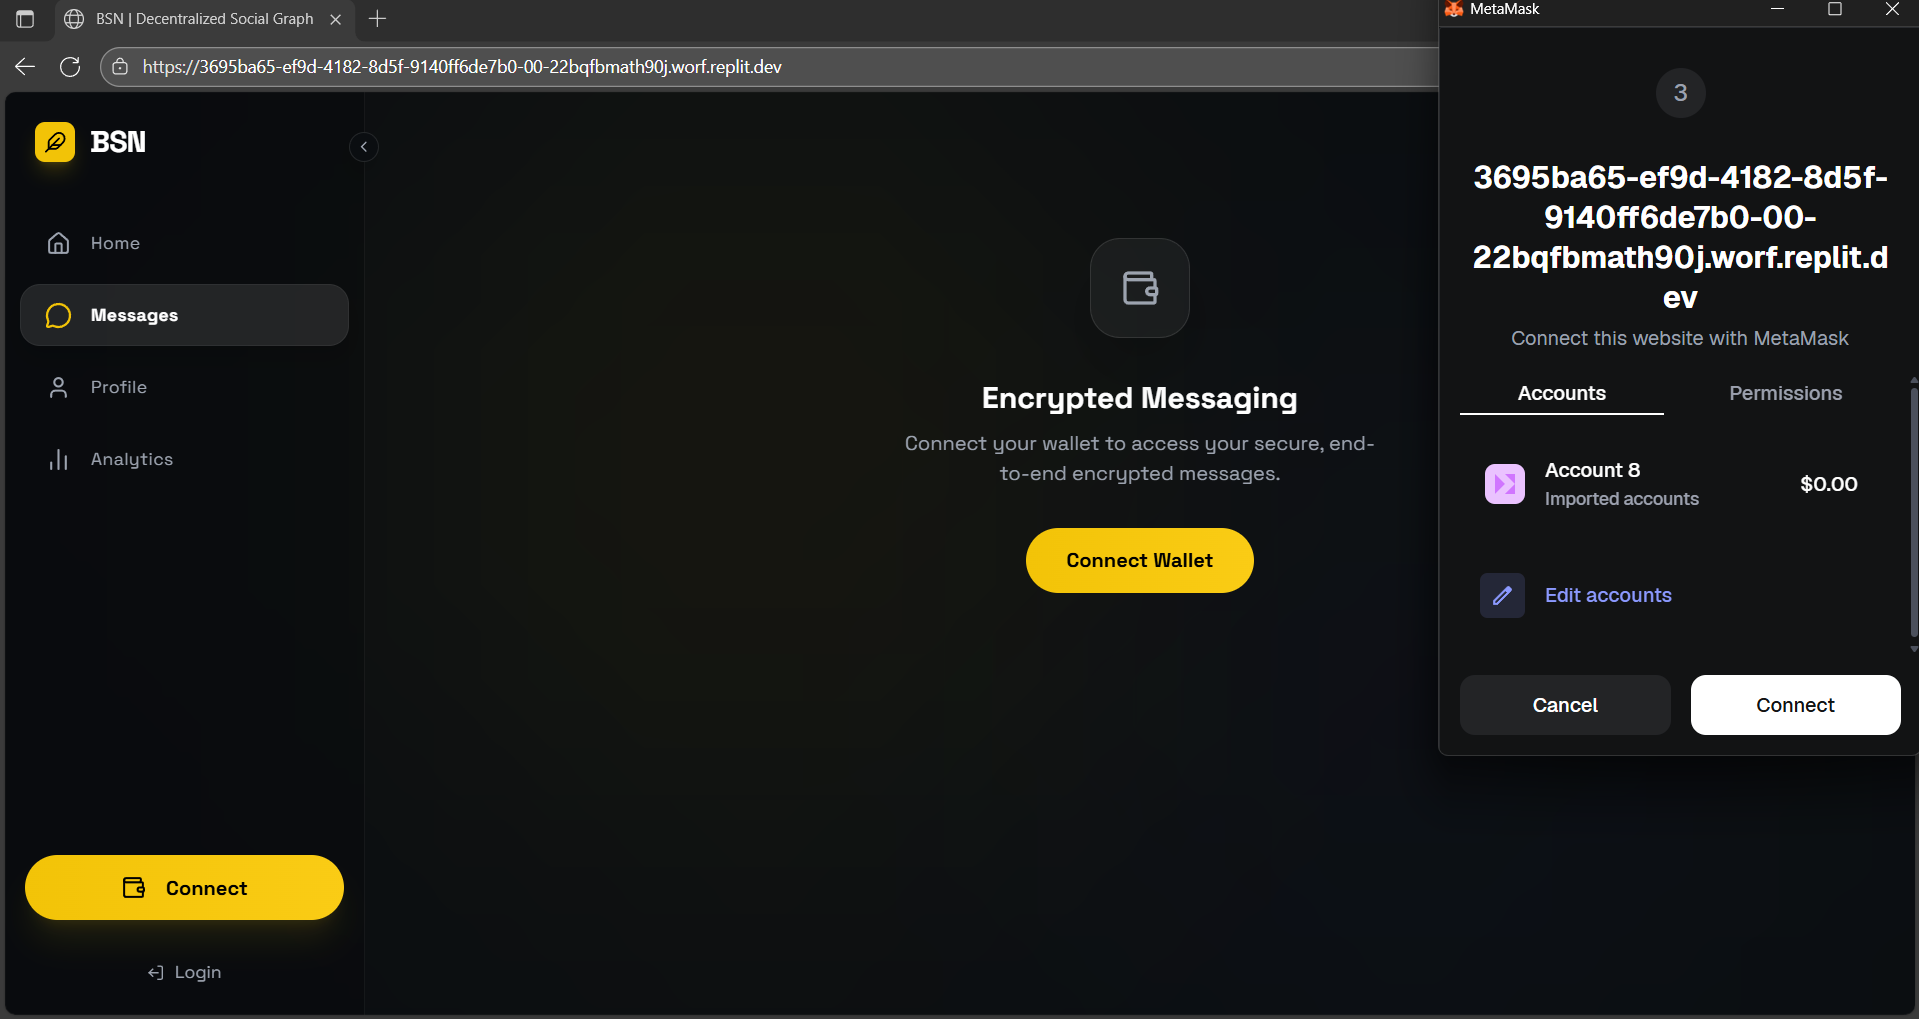 BSN | Decentralized Social Graph
https://3695ba65-ef9d-4182-8d5f-9140ff6de7b0-00-22bqfbmath90j.worf.replit.dev
BSN
Home
Messages
Profile
Analytics
Connect
Login
Encrypted Messaging
Connect your wallet to access your secure, end-
to-end encrypted messages.
Connect Wallet
MetaMask
3
3695ba65-ef9d-4182-8d5f-
9140ff6de7b0-00-
22bqfbmath90j.worf.replit.d
ev
Connect this website with MetaMask
Accounts
Permissions
Account 8
Imported accounts
$0.00
Edit accounts
Cancel
Connect